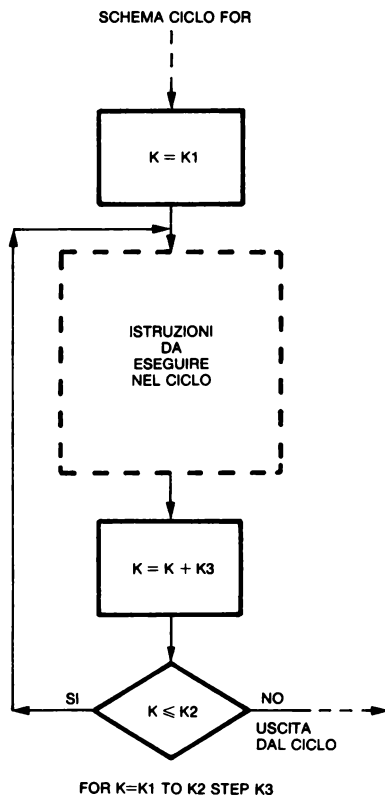 SCHEMA CICLO FOR
K = K1
ISTRUZIONI
DA
ESEGUIRE
NEL CICLO
K = K + K3
SI
K ⩽ K2
NO
USCITA
DAL CICLO
FOR K=K1 TO K2 STEP K3